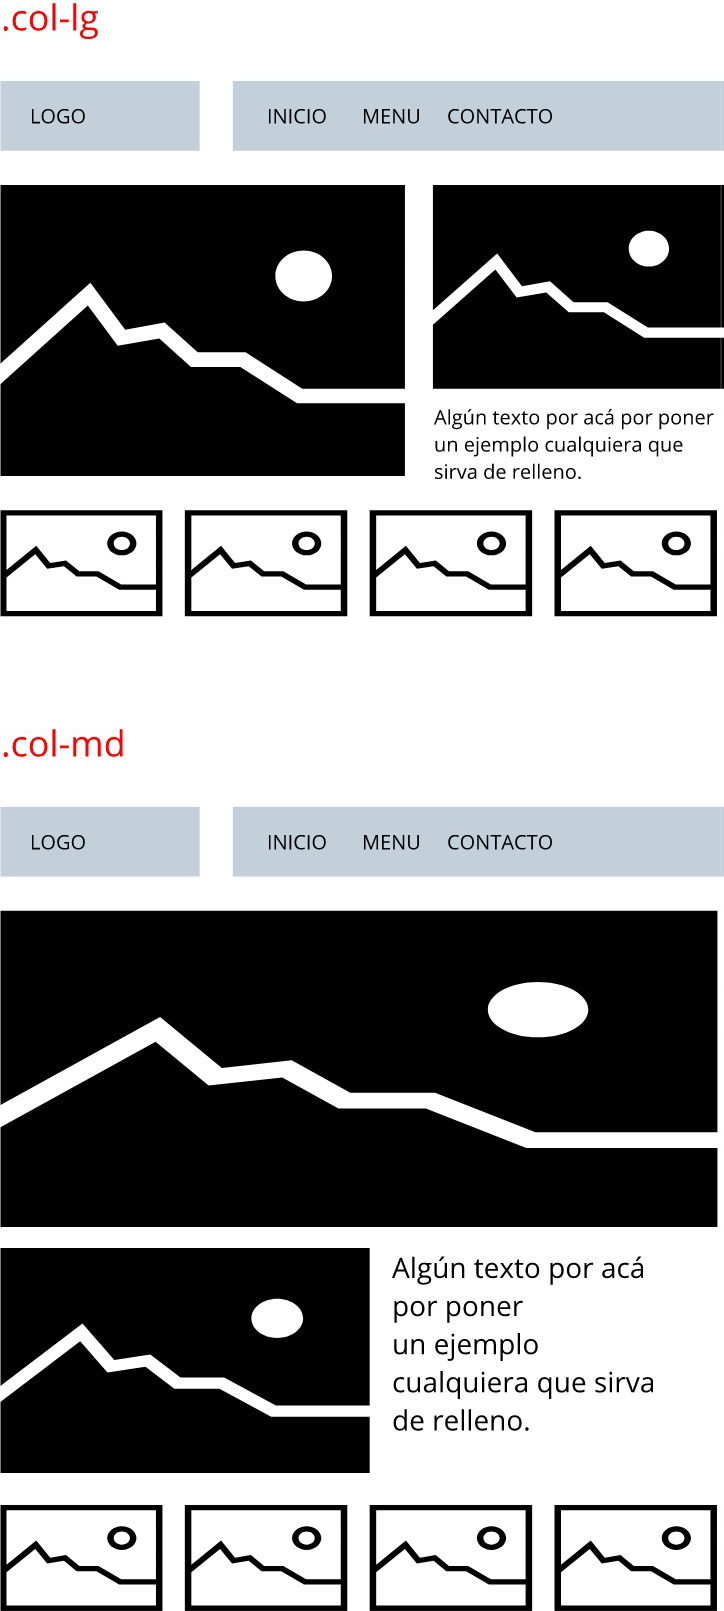 .col-lg
LOGO
INICIO MENU CONTACTO
Algún texto por acá por poner
un ejemplo cualquiera que
sirva de relleno.
.col-md
LOGO
INICIO MENU CONTACTO
Algún texto por acá
por poner
un ejemplo
cualquiera que sirva
de relleno.